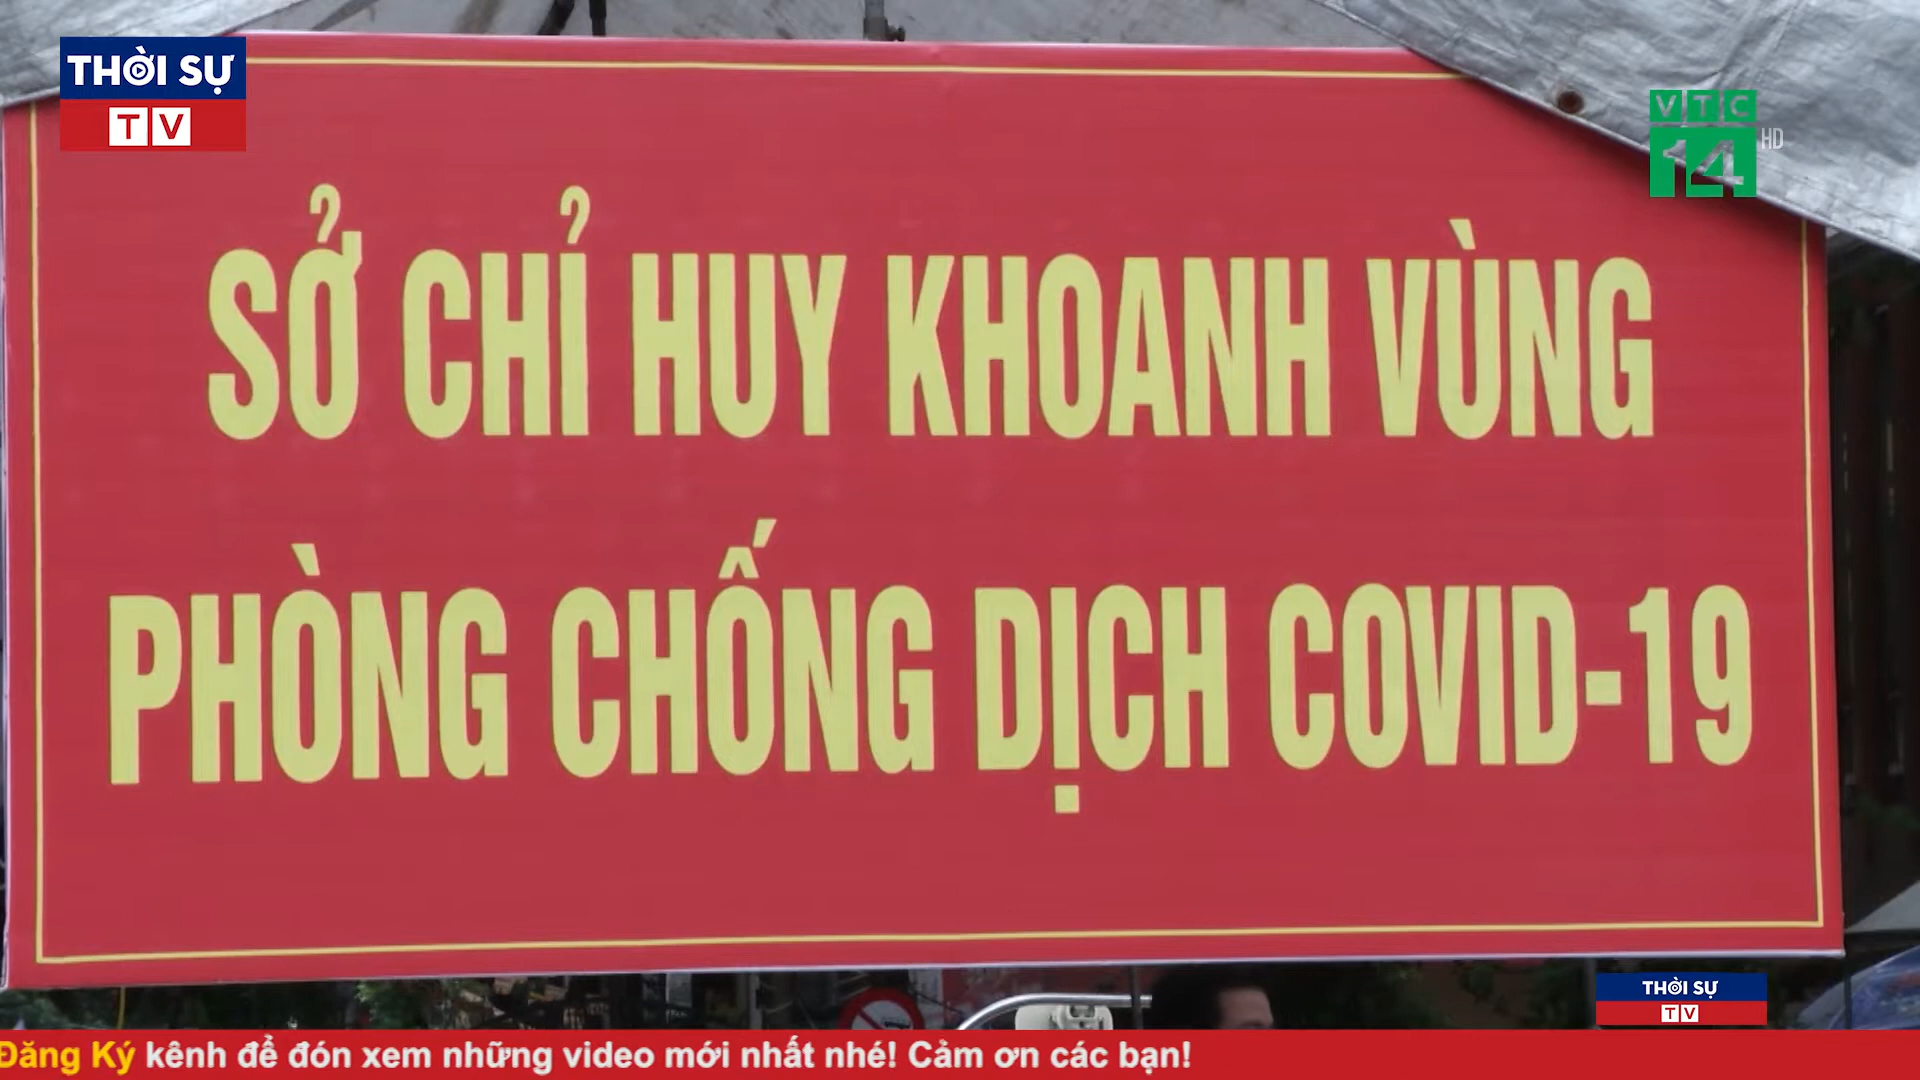 THỜI SỰ
TV
VTC
14 HD
SỞ CHỈ HUY KHOANH VÙNG
PHÒNG CHỐNG DỊCH COVID-19
THỜI SỰ
TV
Đăng Ký kênh để đón xem những video mới nhất nhé! Cảm ơn các bạn!